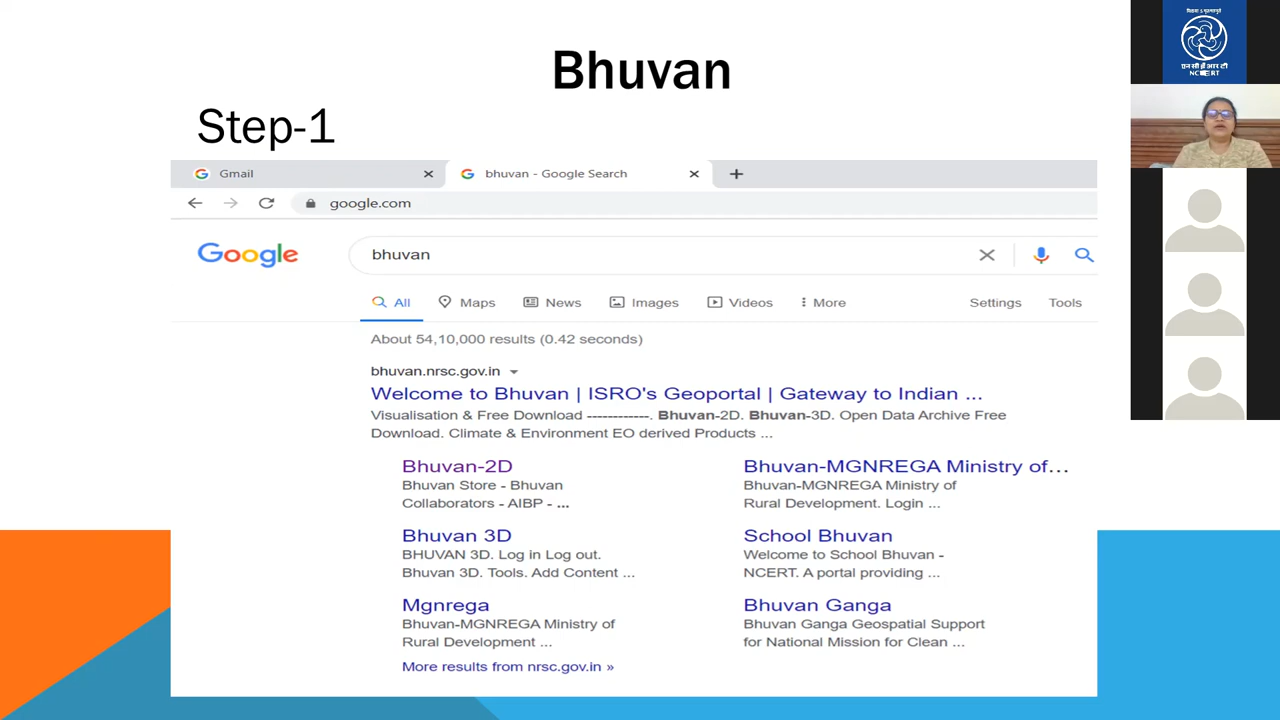 Bhuvan
Step-1
Gmail
bhuvan - Google Search
google.com
Google
bhuvan
All
Maps
News
Images
Videos
More
Settings
Tools
About 54,10,000 results (0.42 seconds)
bhuvan.nrsc.gov.in
Welcome to Bhuvan | ISRO's Geoportal | Gateway to Indian ...
Visualisation & Free Download ------------. Bhuvan-2D. Bhuvan-3D. Open Data Archive Free
Download. Climate & Environment EO derived Products ...
Bhuvan-2D
Bhuvan Store - Bhuvan
Collaborators - AIBP - ...
Bhuvan-MGNREGA Ministry of...
Bhuvan-MGNREGA Ministry of
Rural Development. Login ...
Bhuvan 3D
BHUVAN 3D. Log in Log out.
Bhuvan 3D. Tools. Add Content ...
School Bhuvan
Welcome to School Bhuvan -
NCERT. A portal providing ...
Mgnrega
Bhuvan-MGNREGA Ministry of
Rural Development ...
Bhuvan Ganga
Bhuvan Ganga Geospatial Support
for National Mission for Clean ...
More results from nrsc.gov.in »
एन सी ई आर टी
NCERT